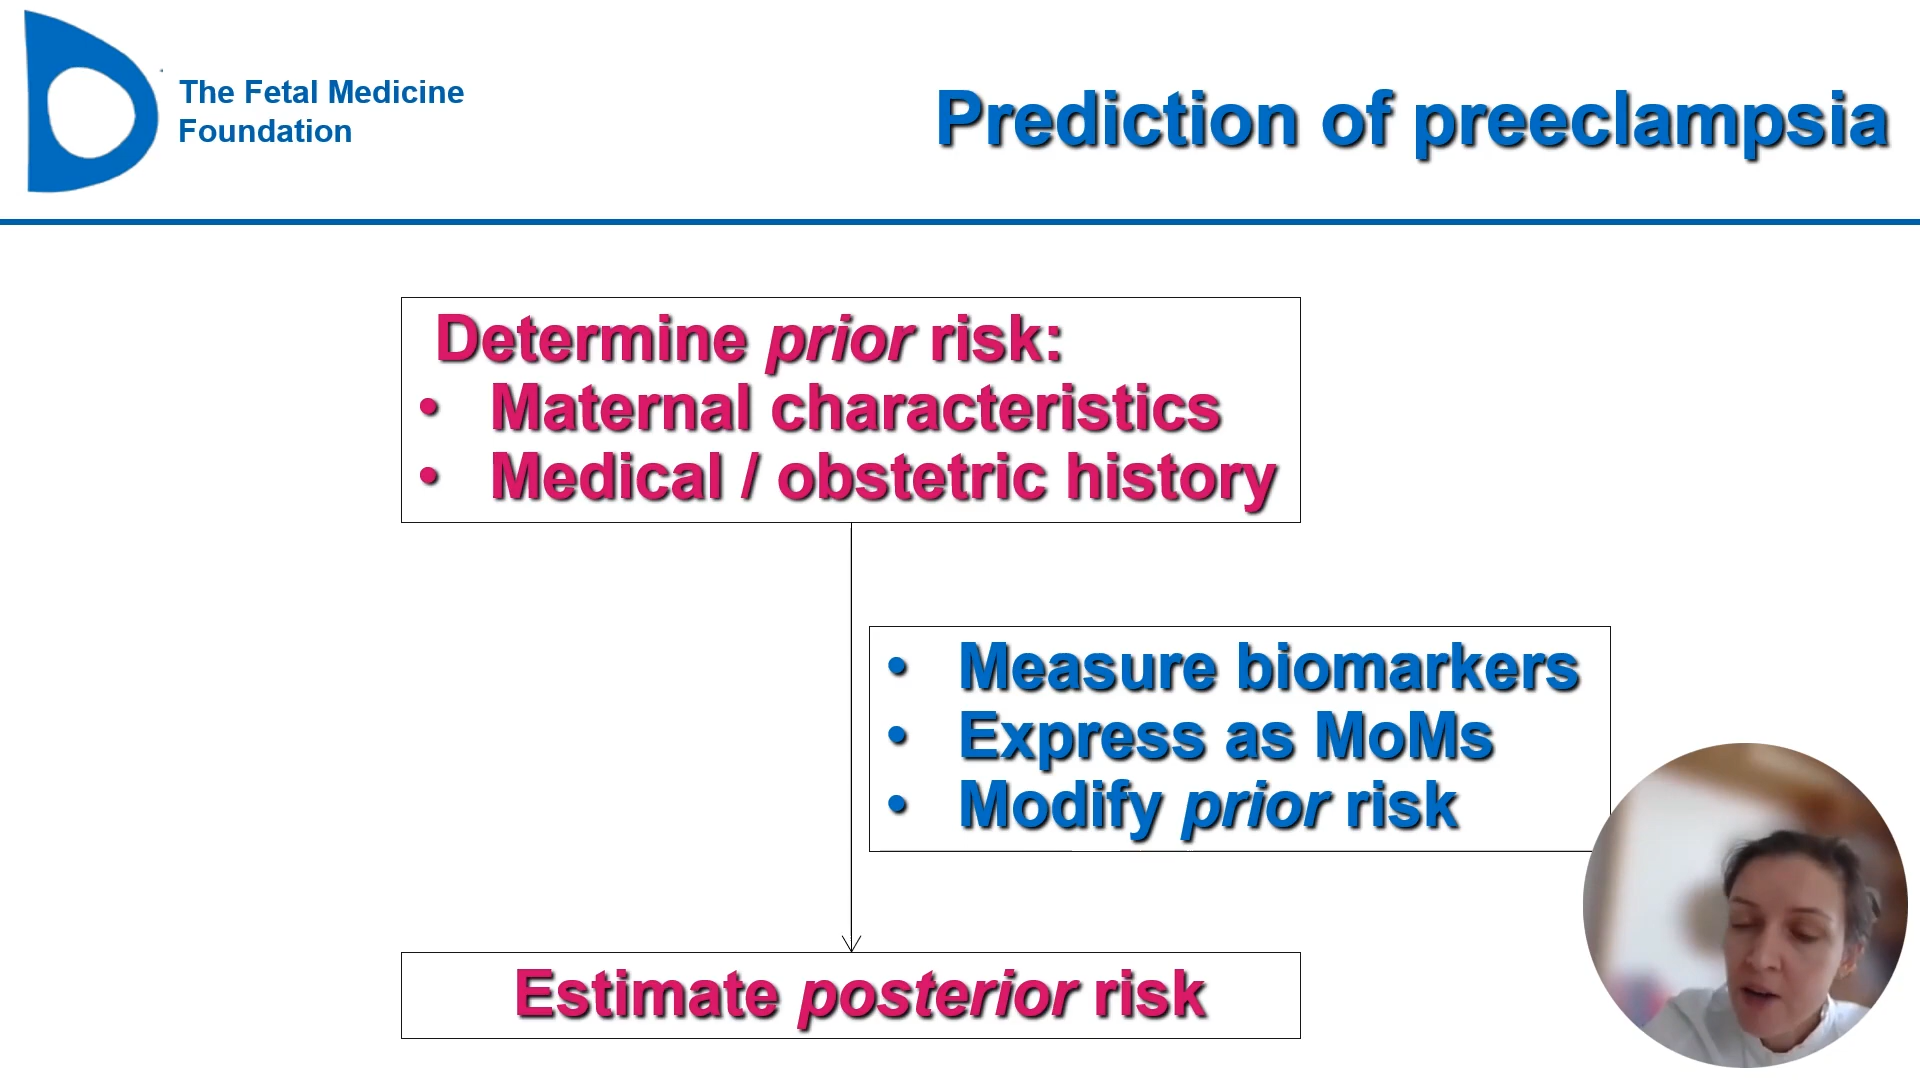 The Fetal Medicine
Foundation
Prediction of preeclampsia
Determine prior risk:
• Maternal characteristics
• Medical / obstetric history
• Measure biomarkers
• Express as MoMs
• Modify prior risk
Estimate posterior risk